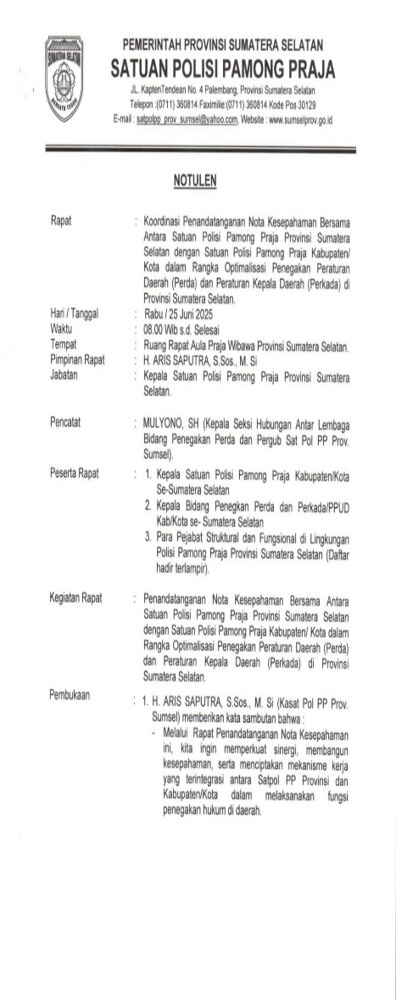 SUMATERA SELATAN
BERSATU TEGUH
PEMERINTAH PROVINSI SUMATERA SELATAN
SATUAN POLISI PAMONG PRAJA
JL. KaptenTendean No. 4 Palembang, Provinsi Sumatera Selatan
Telepon :(0711) 360814 Faximilie:(0711) 360814 Kode Pos 30129
E-mail : satpolpp_prov_sumsel@yahoo.com, Website : www.sumselprov.go.id
NOTULEN
Rapat : Koordinasi Penandatanganan Nota Kesepahaman Bersama
Antara Satuan Polisi Pamong Praja Provinsi Sumatera
Selatan dengan Satuan Polisi Pamong Praja Kabupaten/
Kota dalam Rangka Optimalisasi Penegakan Peraturan
Daerah (Perda) dan Peraturan Kepala Daerah (Perkada) di
Provinsi Sumatera Selatan.
Hari / Tanggal : Rabu / 25 Juni 2025
Waktu : 08.00 Wib s.d. Selesai
Tempat : Ruang Rapat Aula Praja Wibawa Provinsi Sumatera Selatan.
Pimpinan Rapat : H. ARIS SAPUTRA, S.Sos., M. Si
Jabatan : Kepala Satuan Polisi Pamong Praja Provinsi Sumatera
Selatan.
Pencatat : MULYONO, SH (Kepala Seksi Hubungan Antar Lembaga
Bidang Penegakan Perda dan Pergub Sat Pol PP Prov.
Sumsel).
Peserta Rapat : 1. Kepala Satuan Polisi Pamong Praja Kabupaten/Kota
Se-Sumatera Selatan
2. Kepala Bidang Penegkan Perda dan Perkada/PPUD
Kab/Kota se- Sumatera Selatan
3. Para Pejabat Struktural dan Fungsional di Lingkungan
Polisi Pamong Praja Provinsi Sumatera Selatan (Daftar
hadir terlampir).
Kegiatan Rapat : Penandatanganan Nota Kesepahaman Bersama Antara
Satuan Polisi Pamong Praja Provinsi Sumatera Selatan
dengan Satuan Polisi Pamong Praja Kabupaten/ Kota dalam
Rangka Optimalisasi Penegakan Peraturan Daerah (Perda)
dan Peraturan Kepala Daerah (Perkada) di Provinsi
Sumatera Selatan.
Pembukaan : 1. H. ARIS SAPUTRA, S.Sos., M. Si (Kasat Pol PP Prov.
Sumsel) memberikan kata sambutan bahwa :
- Melalui Rapat Penandatanganan Nota Kesepahaman
ini, kita ingin memperkuat sinergi, membangun
kesepahaman, serta menciptakan mekanisme kerja
yang terintegrasi antara Satpol PP Provinsi dan
Kabupaten/Kota dalam melaksanakan fungsi
penegakan hukum di daerah.